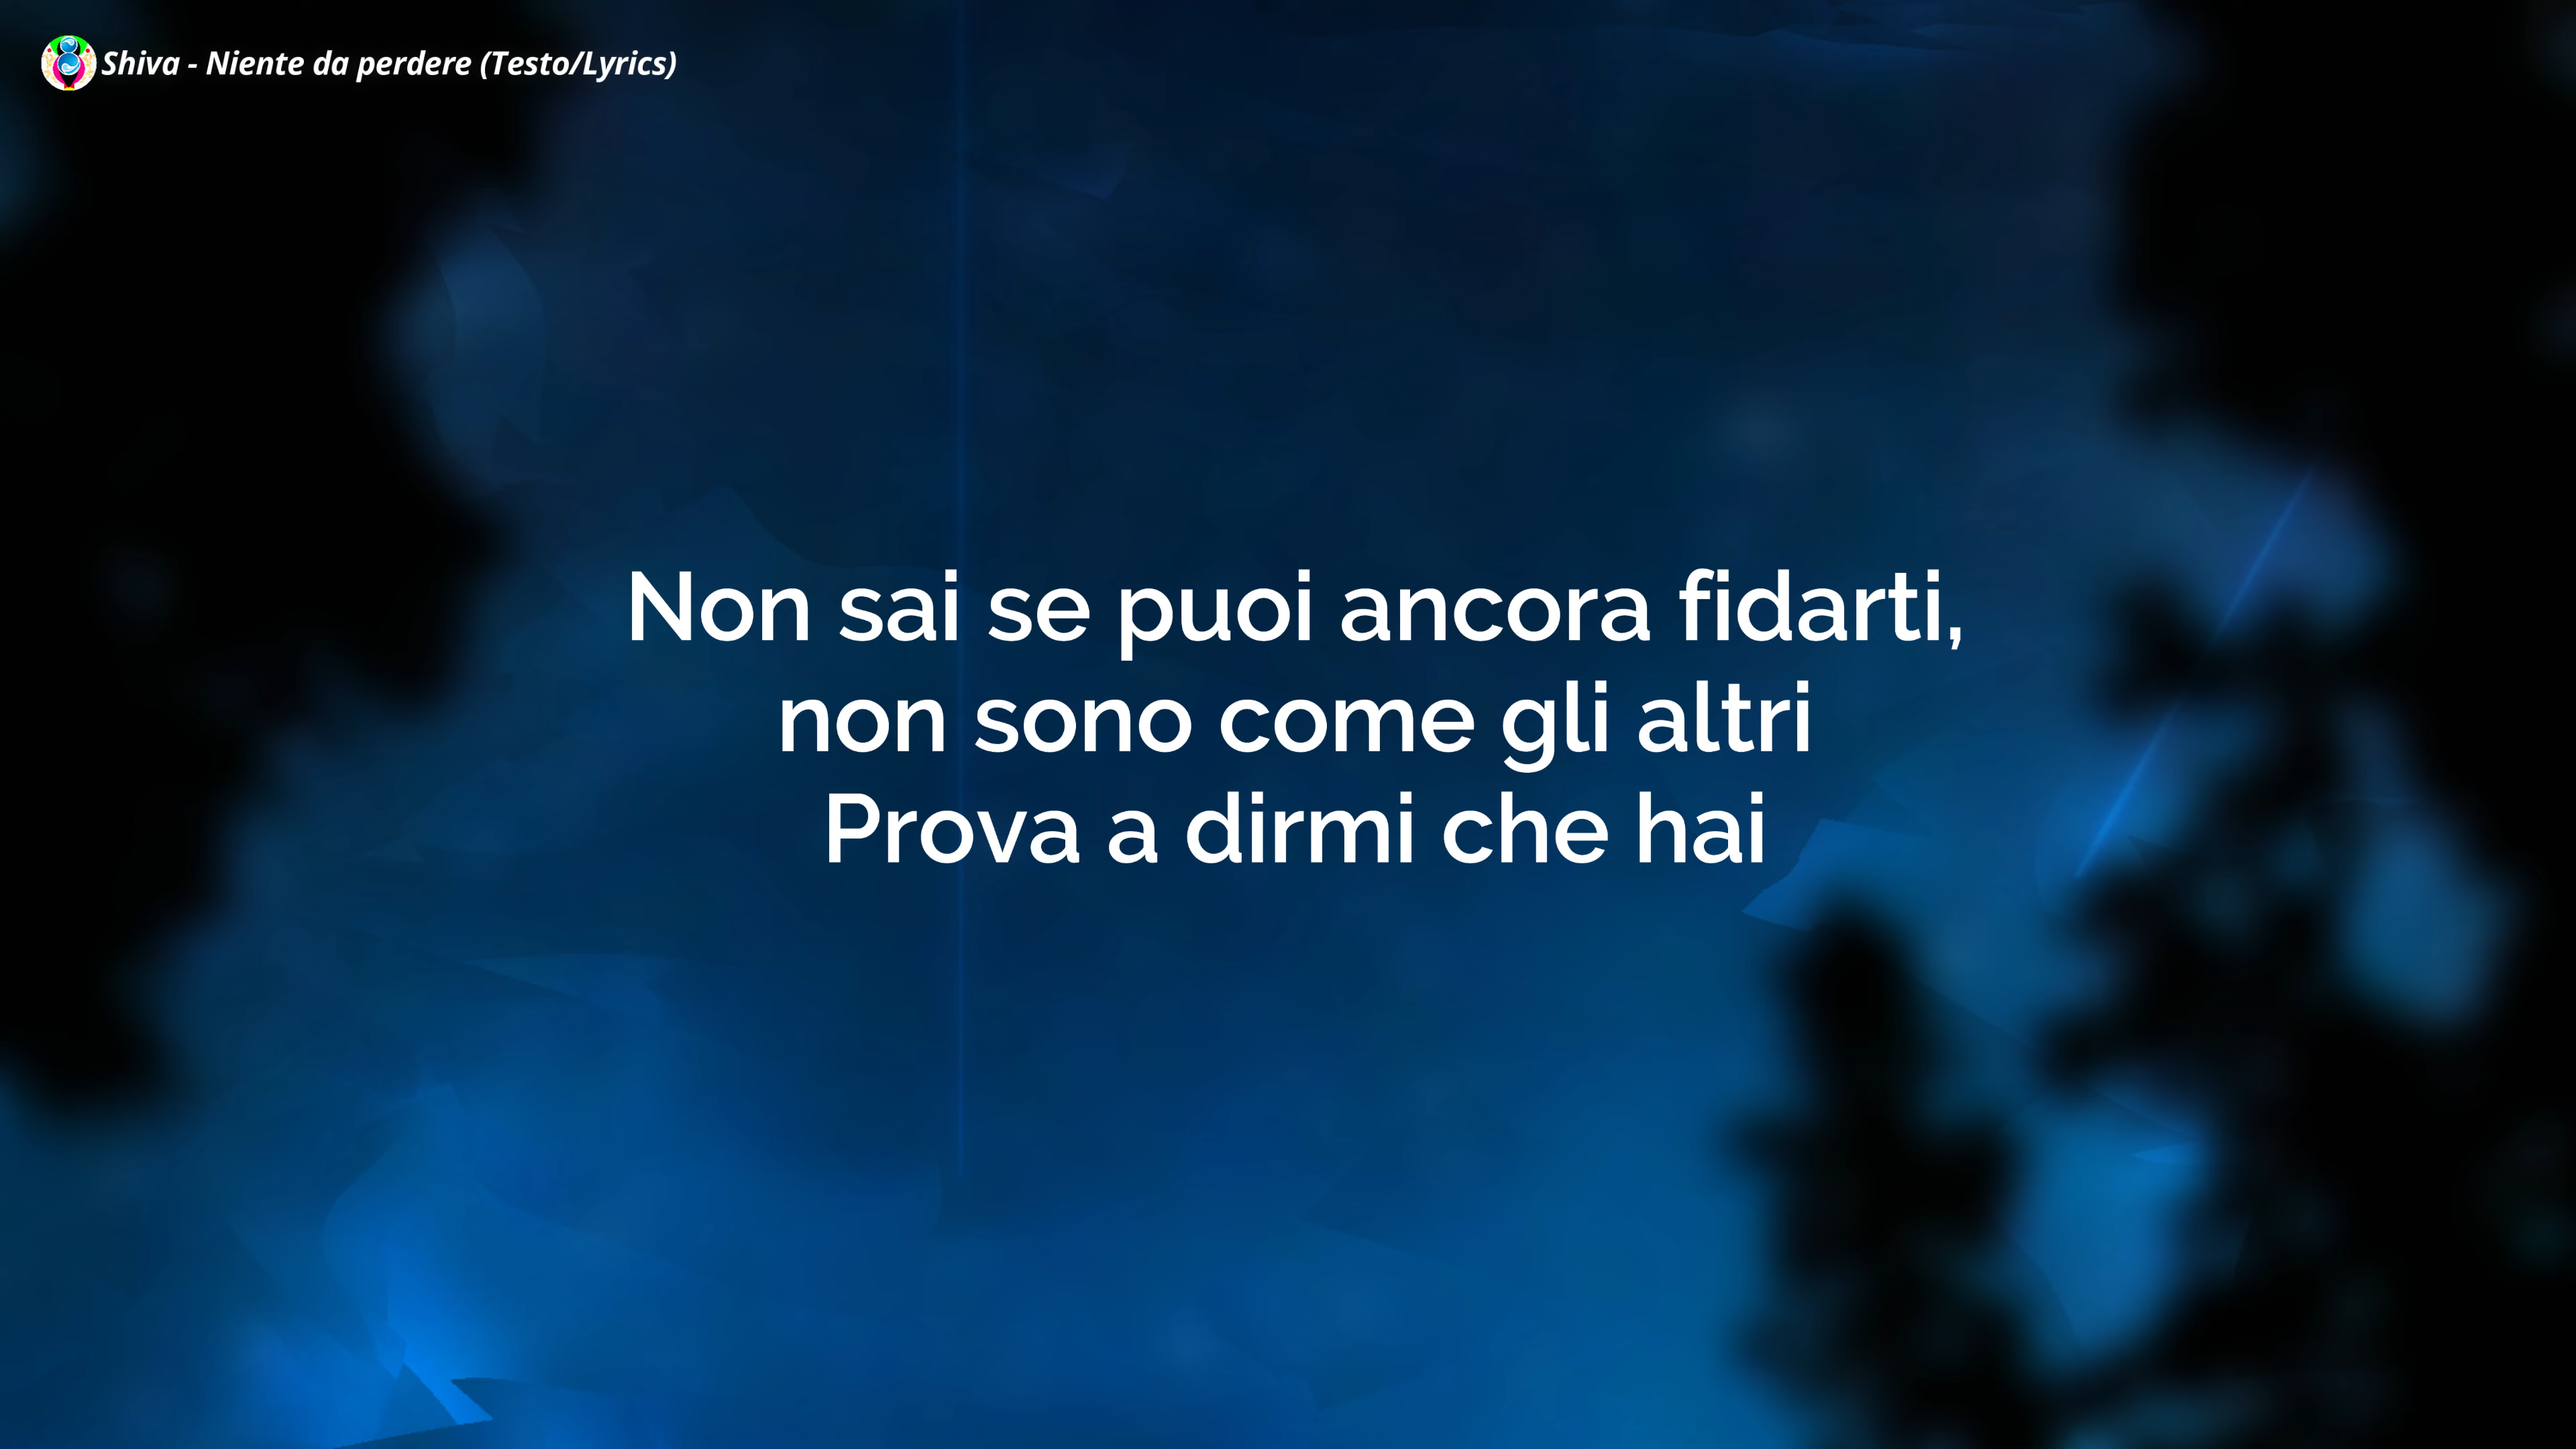 Shiva - Niente da perdere (Testo/Lyrics)
Non sai se puoi ancora fidarti,
non sono come gli altri
Prova a dirmi che hai